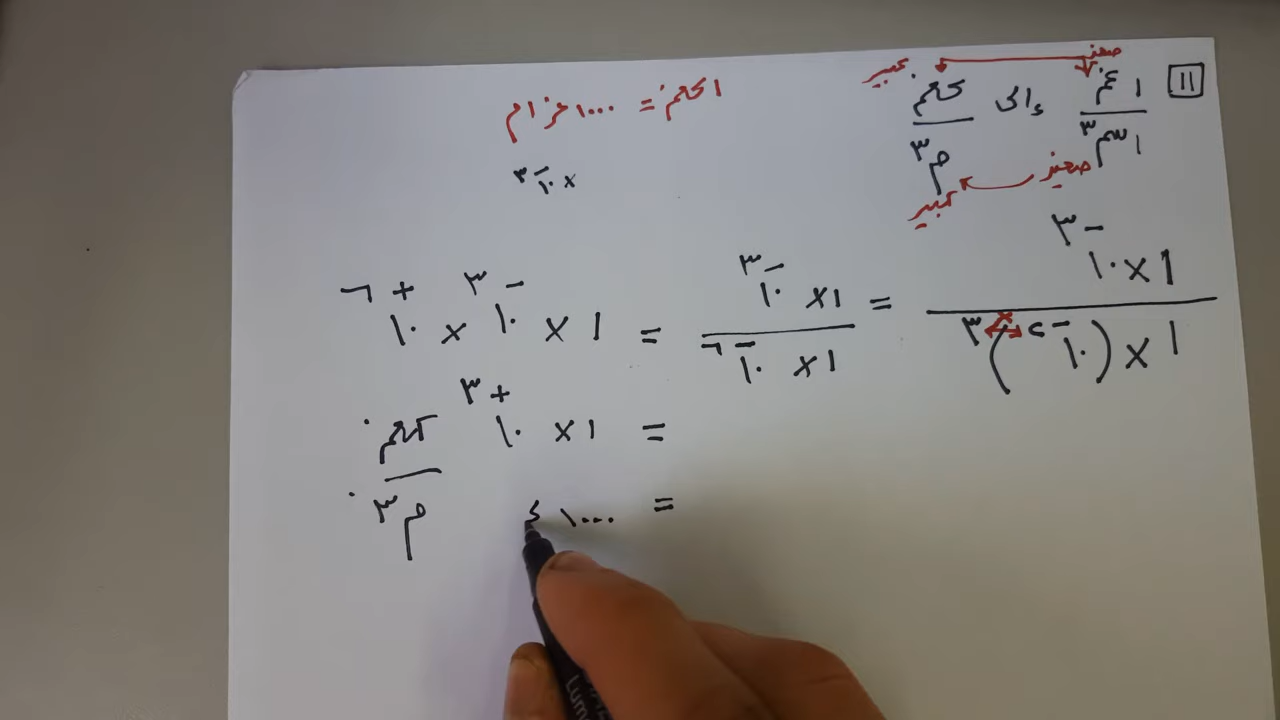 ١١
١ غم / ١ سم٣ إلى كغم / م٣
صغير كبير
صغير كبير
١ كغم = ١٠٠٠ غرام
× ١٠-٣
١ × ١٠-٣ / ١ × (١٠-٢)٣ = ١ × ١٠-٣ / ١ × ١٠-٦ = ١ × ١٠-٣ × ١٠+٦
= ١ × ١٠+٣ كغم / م٣
= ١٠٠٠